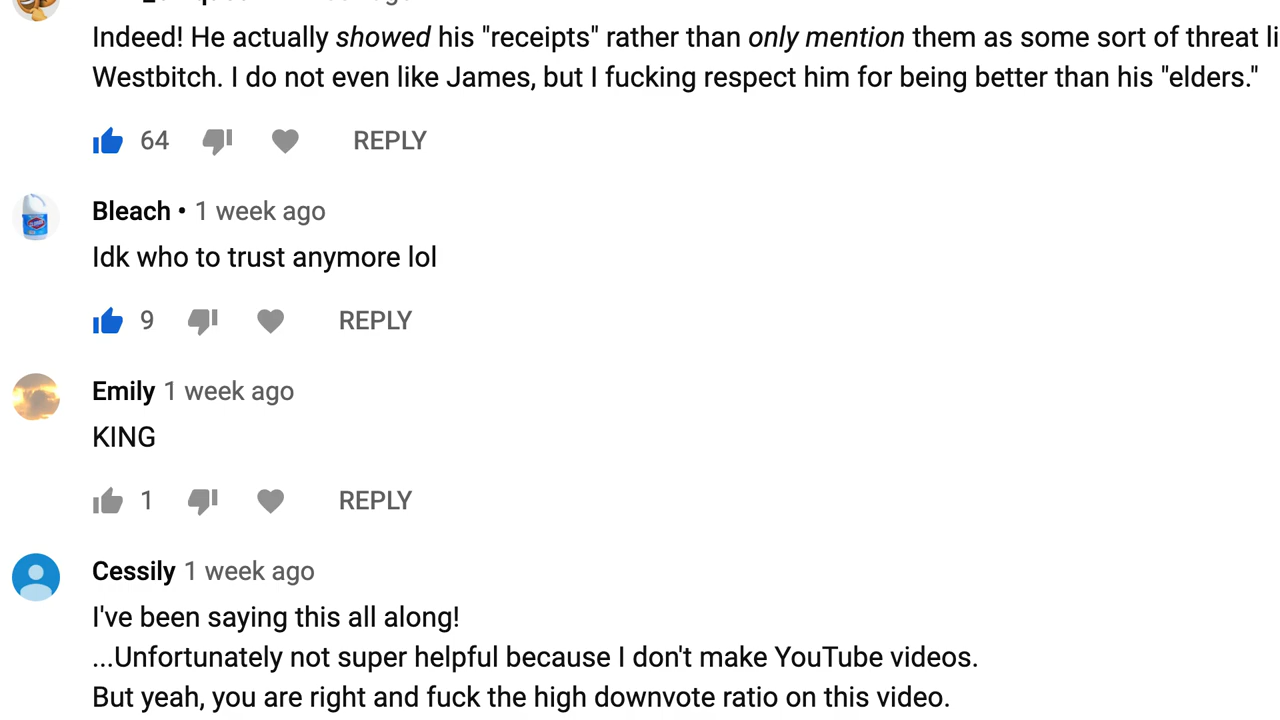 Indeed! He actually showed his "receipts" rather than only mention them as some sort of threat li
Westbitch. I do not even like James, but I fucking respect him for being better than his "elders."
64 REPLY
Bleach • 1 week ago
Idk who to trust anymore lol
9 REPLY
Emily 1 week ago
KING
1 REPLY
Cessily 1 week ago
I've been saying this all along!
...Unfortunately not super helpful because I don't make YouTube videos.
But yeah, you are right and fuck the high downvote ratio on this video.